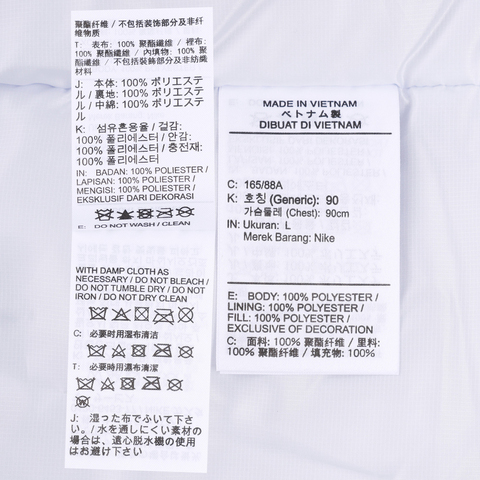 聚酯纤维 / 不包括装饰部分及非纤
维物质
T: 表布: 100% 聚酯纖維 / 裡布:
100% 聚酯纖維 / 內填物: 100% 聚
酯纖維 / 不包括裝飾部分及非紡織
材料
J: 本体: 100% ポリエステ
ル / 裏地: 100% ポリエステ
ル / 中綿: 100% ポリエステ
ル
K: 섬유혼용율 / 겉감:
100% 폴리에스터 / 안감:
100% 폴리에스터 / 충전재:
100% 폴리에스터
IN: BADAN: 100% POLIESTER /
LAPISAN: 100% POLIESTER /
MENGISI: 100% POLIESTER /
EKSKLUSIF DARI DEKORASI
E: DO NOT WASH / CLEAN
WITH DAMP CLOTH AS
NECESSARY / DO NOT BLEACH /
DO NOT TUMBLE DRY / DO NOT
IRON / DO NOT DRY CLEAN
C: 必要时用湿布清洁
T: 必要時用濕布清潔
J: 湿った布でふいて下さ
い。/ 水を通しにくい素材の
場合は、遠心脱水機の使用
はお避け下さい
MADE IN VIETNAM
ベトナム製
DIBUAT DI VIETNAM
C: 165/88A
K: 호칭 (Generic): 90
가슴둘레 (Chest): 90cm
IN: Ukuran: L
Merek Barang: Nike
E: BODY: 100% POLYESTER /
LINING: 100% POLYESTER /
FILL: 100% POLYESTER /
EXCLUSIVE OF DECORATION
C: 面料: 100% 聚酯纤维 / 里料:
100% 聚酯纤维 / 填充物: 100%